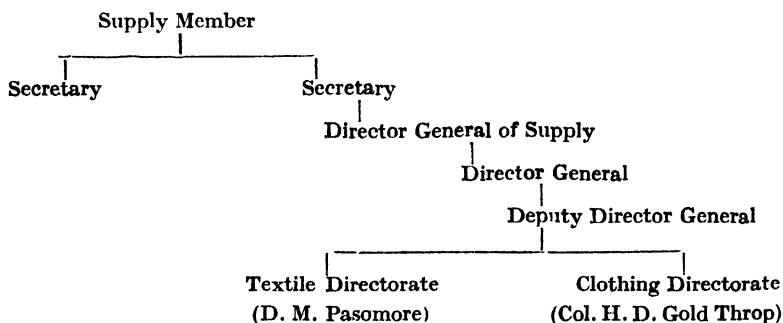 Supply Member
Secretary Secretary
Director General of Supply
Director General
Deputy Director General
Textile Directorate Clothing Directorate
(D. M. Pasomore) (Col. H. D. Gold Throp)